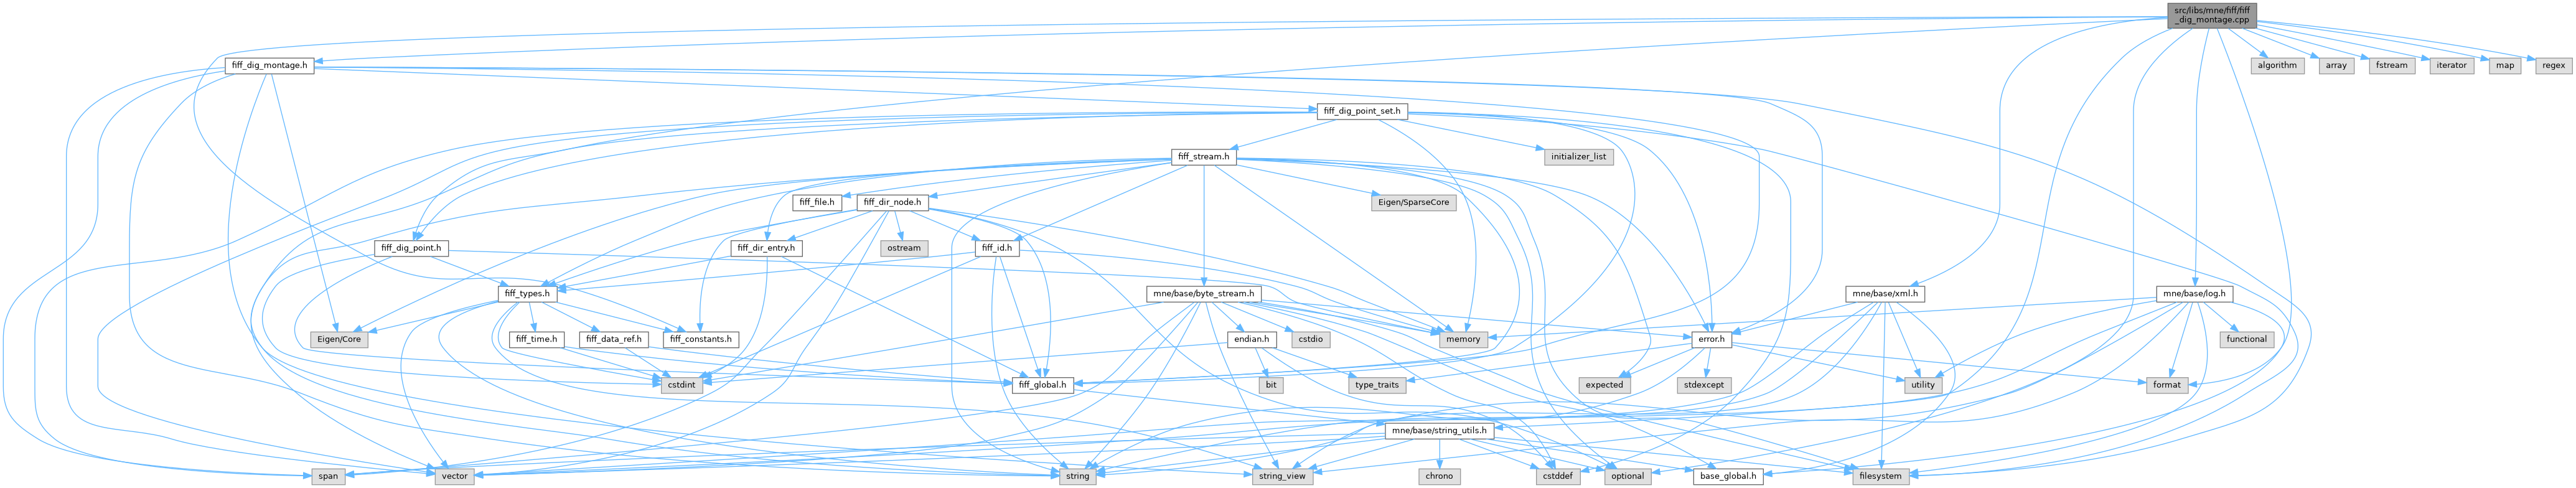 src/libs/mne/fiff/fiff
_dig_montage.cpp
fiff_dig_montage.h
algorithm
array
fstream
iterator
map
regex
fiff_dig_point_set.h
fiff_stream.h
initializer_list
fiff_file.h
fiff_dir_node.h
Eigen/SparseCore
fiff_dig_point.h
fiff_dir_entry.h
ostream
fiff_id.h
fiff_types.h
mne/base/byte_stream.h
mne/base/xml.h
mne/base/log.h
Eigen/Core
fiff_time.h
fiff_data_ref.h
fiff_constants.h
endian.h
cstdio
memory
error.h
functional
cstdint
fiff_global.h
bit
type_traits
expected
stdexcept
utility
format
mne/base/string_utils.h
span
vector
string
string_view
chrono
cstddef
optional
base_global.h
filesystem